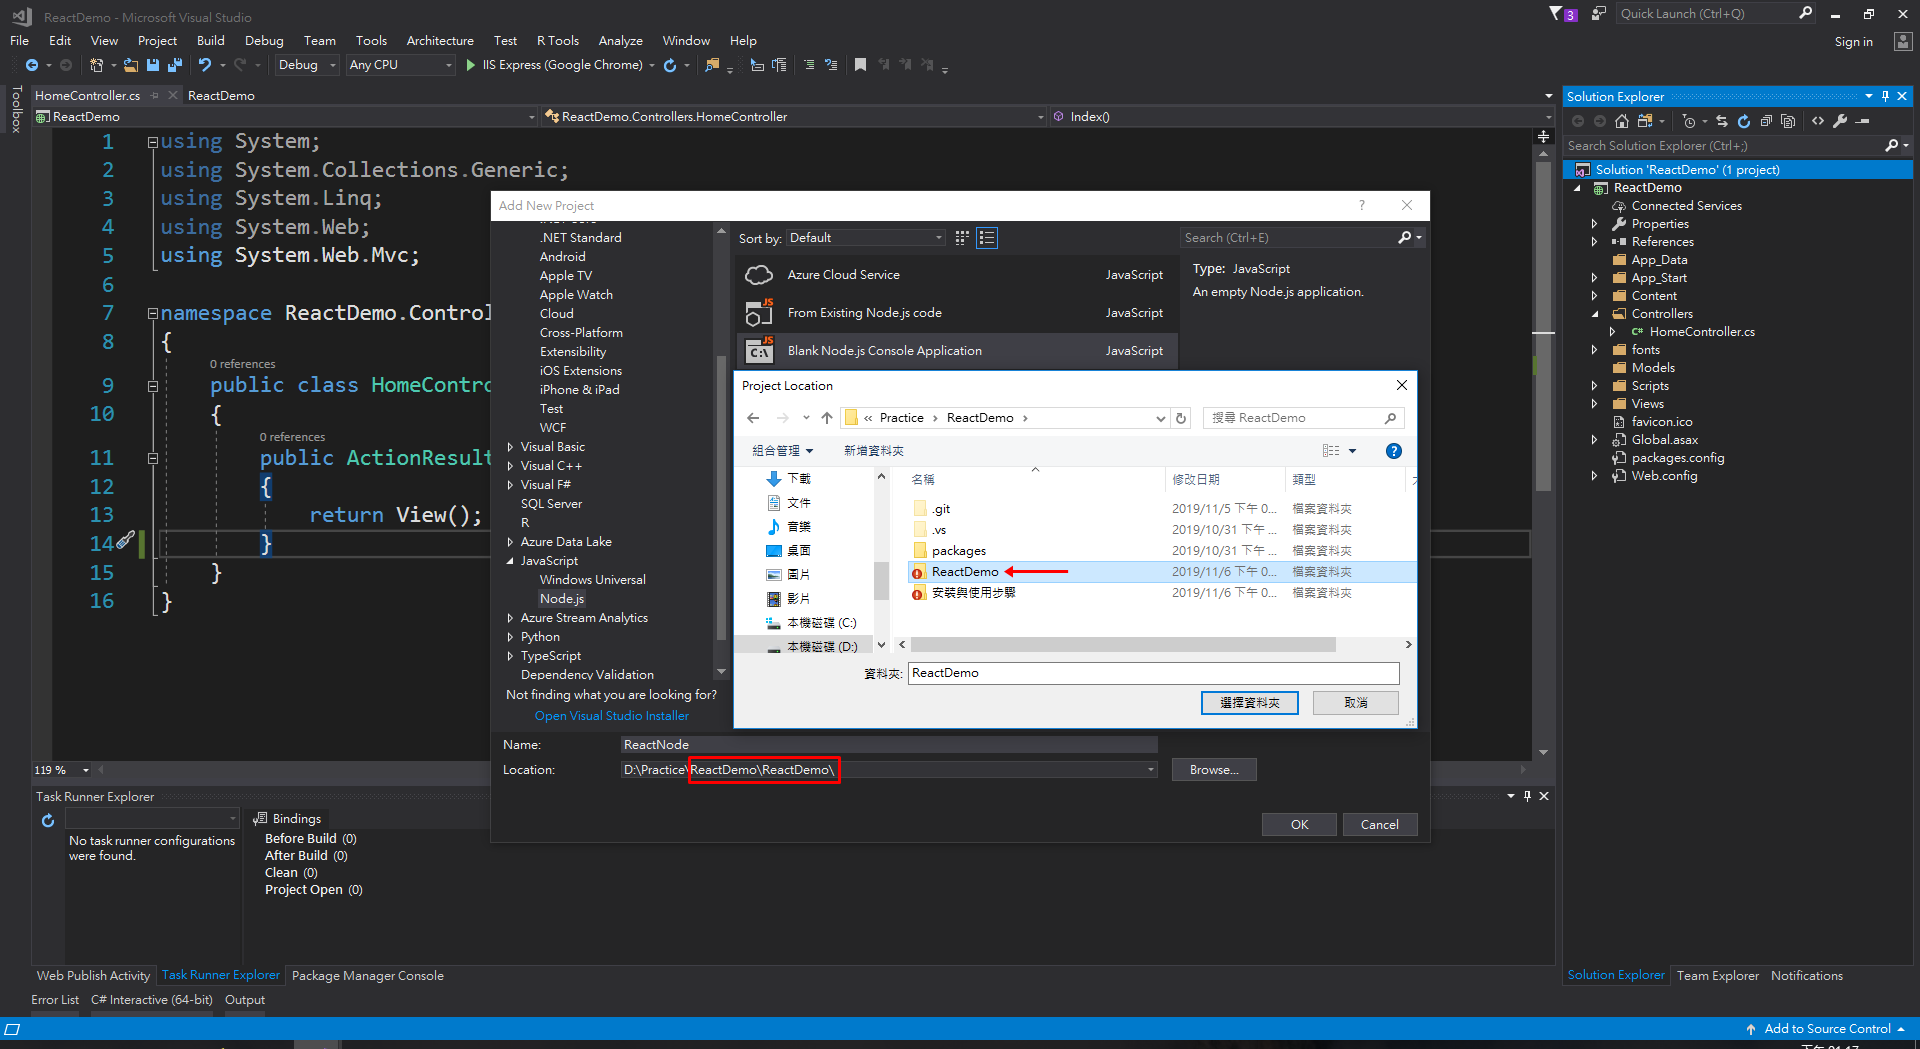 ReactDemo - Microsoft Visual Studio
3
Quick Launch (Ctrl+Q)
File Edit View Project Build Debug Team Tools Architecture Test R Tools Analyze Window Help
Sign in
Debug Any CPU IIS Express (Google Chrome)
Toolbox
HomeController.cs ReactDemo
ReactDemo ReactDemo.Controllers.HomeController Index()
1 using System;
2 using System.Collections.Generic;
3 using System.Linq;
4 using System.Web;
5 using System.Web.Mvc;
6
7 namespace ReactDemo.Control
8 {
0 references
9 public class HomeContro
10 {
0 references
11 public ActionResult
12 {
13 return View();
14 }
15 }
16 }
119 %
Add New Project
?
.NET Standard
Android
Apple TV
Apple Watch
Cloud
Cross-Platform
Extensibility
iOS Extensions
iPhone & iPad
Test
WCF
Visual Basic
Visual C++
Visual F#
SQL Server
R
Azure Data Lake
JavaScript
Windows Universal
Node.js
Azure Stream Analytics
Python
TypeScript
Dependency Validation
Not finding what you are looking for?
Open Visual Studio Installer
Sort by: Default
Search (Ctrl+E)
Azure Cloud Service JavaScript
JS
From Existing Node.js code JavaScript
JS
C:\
Blank Node.js Console Application JavaScript
Type: JavaScript
An empty Node.js application.
Project Location
« Practice › ReactDemo ›
搜尋 ReactDemo
組合管理 新增資料夾
?
下載
文件
音樂
桌面
圖片
影片
本機磁碟 (C:)
本機磁碟 (D:)
名稱 修改日期 類型
.git 2019/11/5 下午 0... 檔案資料夾
.vs 2019/10/31 下午 ... 檔案資料夾
packages 2019/10/31 下午 ... 檔案資料夾
ReactDemo 2019/11/6 下午 0... 檔案資料夾
安裝與使用步驟 2019/11/6 下午 0... 檔案資料夾
資料夾: ReactDemo
選擇資料夾 取消
Name: ReactNode
Location: D:\Practice\ReactDemo\ReactDemo\
Browse...
OK Cancel
Task Runner Explorer
No task runner configurations were found.
Bindings
Before Build (0)
After Build (0)
Clean (0)
Project Open (0)
Web Publish Activity Task Runner Explorer Package Manager Console
Error List C# Interactive (64-bit) Output
Solution Explorer
Search Solution Explorer (Ctrl+;)
Solution 'ReactDemo' (1 project)
ReactDemo
Connected Services
Properties
References
App_Data
App_Start
Content
Controllers
C# HomeController.cs
fonts
Models
Scripts
Views
favicon.ico
Global.asax
packages.config
Web.config
Solution Explorer Team Explorer Notifications
Add to Source Control